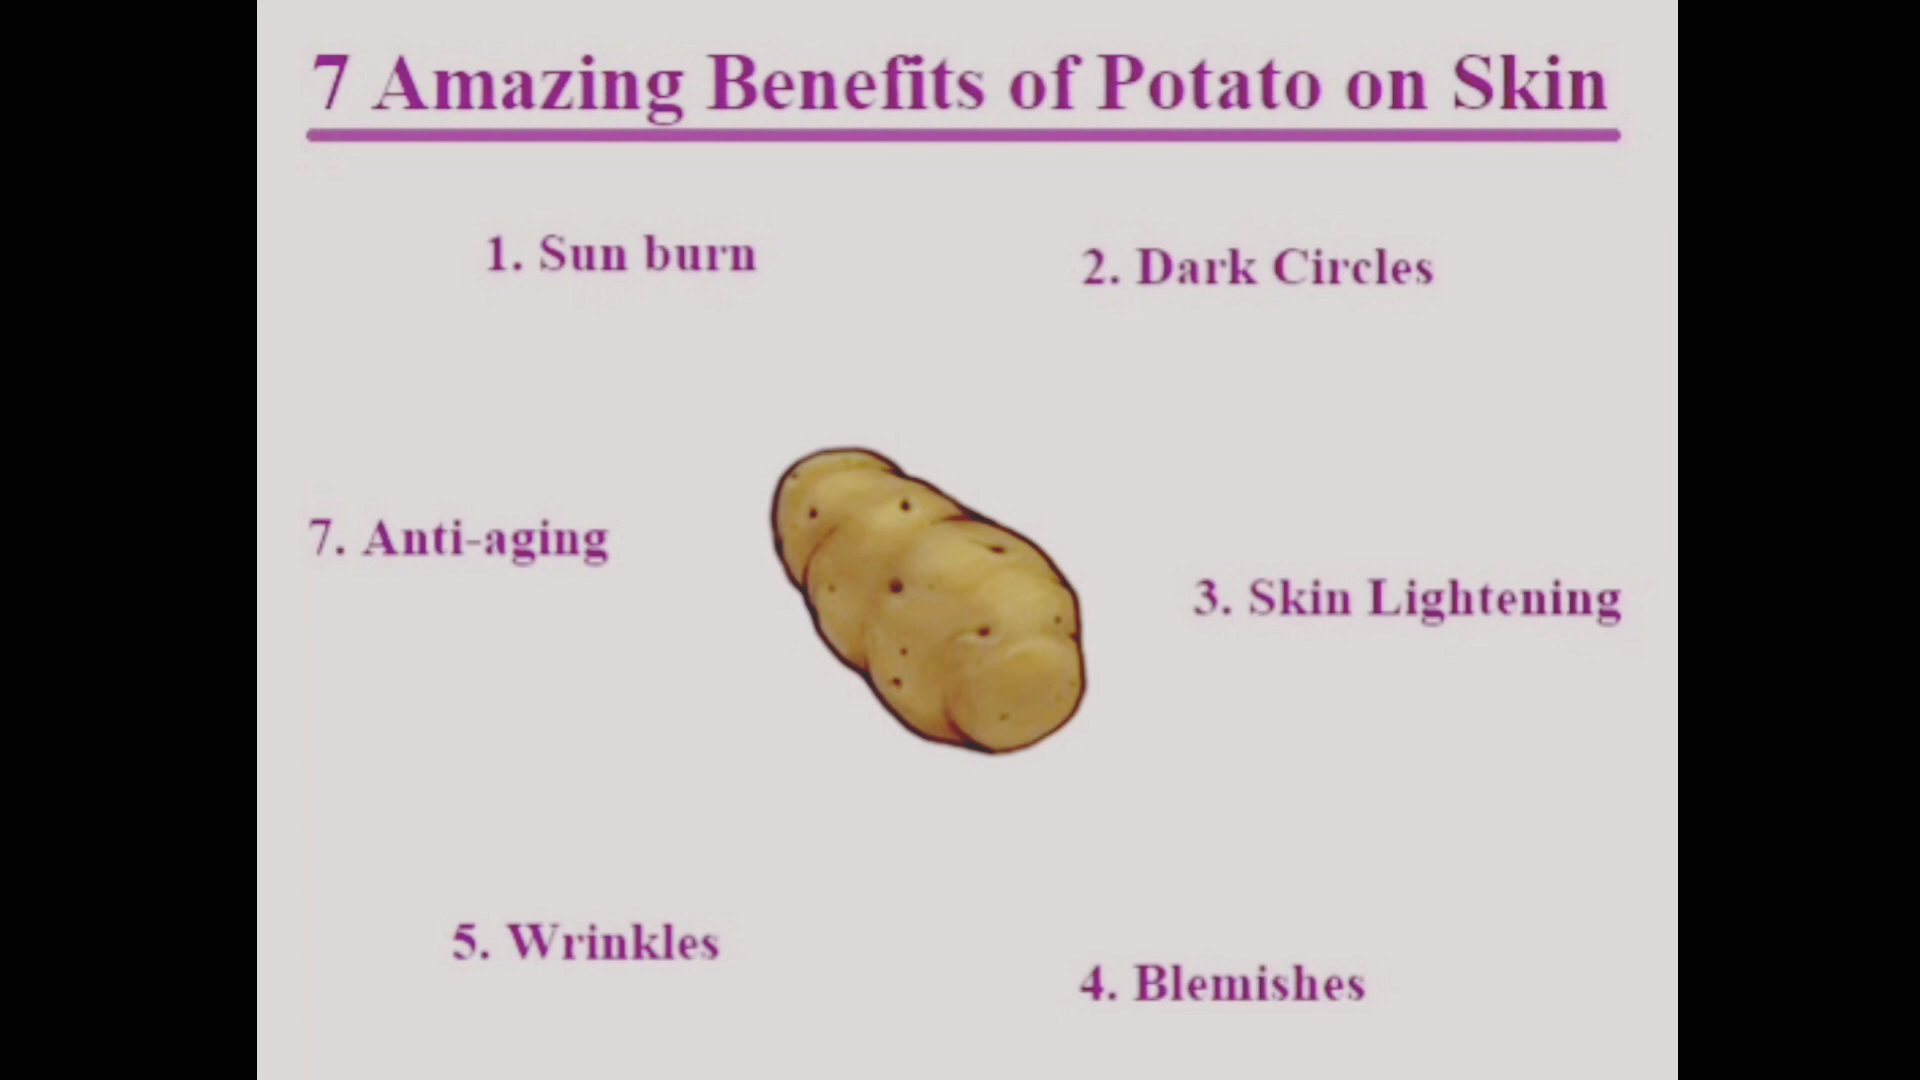 7 Amazing Benefits of Potato on Skin
1. Sun burn
2. Dark Circles
7. Anti-aging
3. Skin Lightening
5. Wrinkles
4. Blemishes